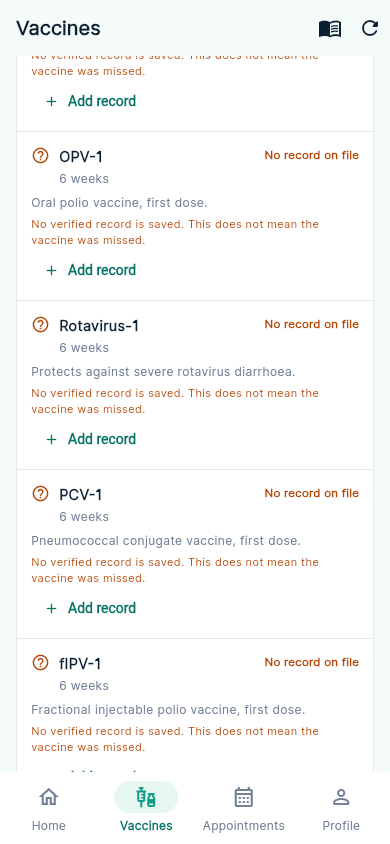 Vaccines
No verified record is saved. This does not mean the
vaccine was missed.
+ Add record
OPV-1
No record on file
6 weeks
Oral polio vaccine, first dose.
No verified record is saved. This does not mean the
vaccine was missed.
+ Add record
Rotavirus-1
No record on file
6 weeks
Protects against severe rotavirus diarrhoea.
No verified record is saved. This does not mean the
vaccine was missed.
+ Add record
PCV-1
No record on file
6 weeks
Pneumococcal conjugate vaccine, first dose.
No verified record is saved. This does not mean the
vaccine was missed.
+ Add record
fIPV-1
No record on file
6 weeks
Fractional injectable polio vaccine, first dose.
No verified record is saved. This does not mean the
vaccine was missed.
Home
Vaccines
Appointments
Profile